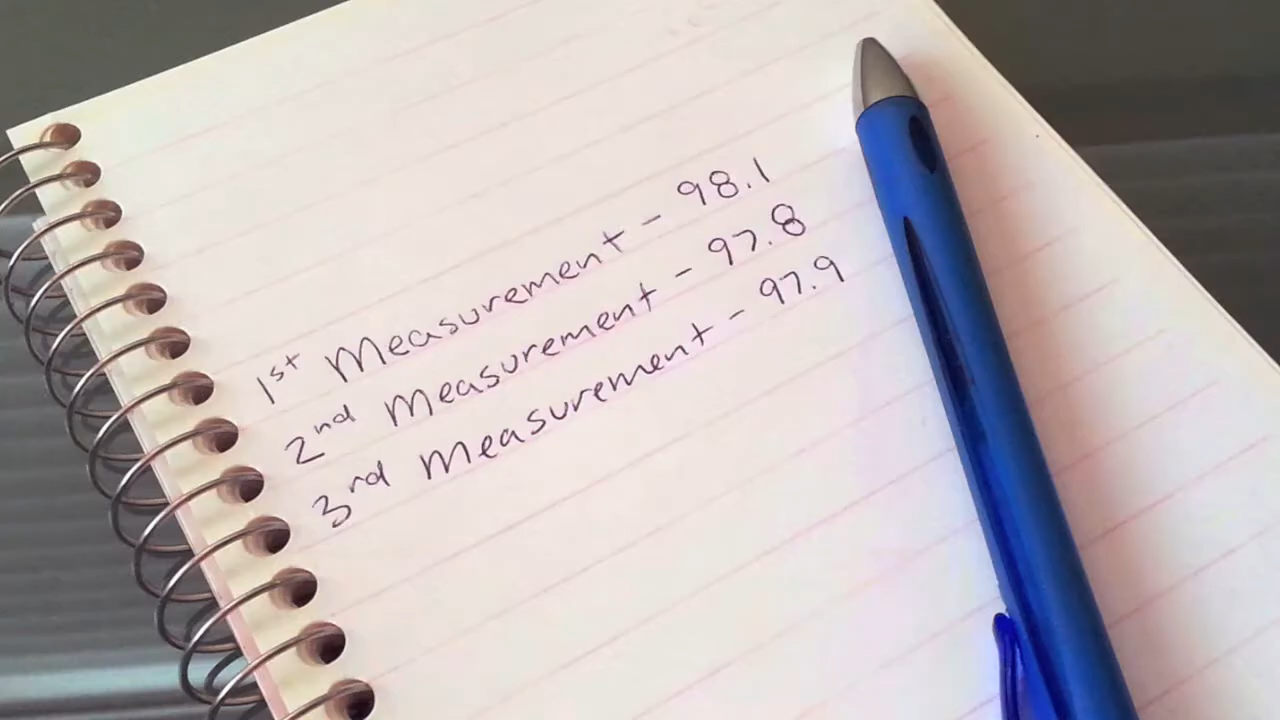 1st Measurement - 98.1
2nd Measurement - 97.8
3rd Measurement - 97.9